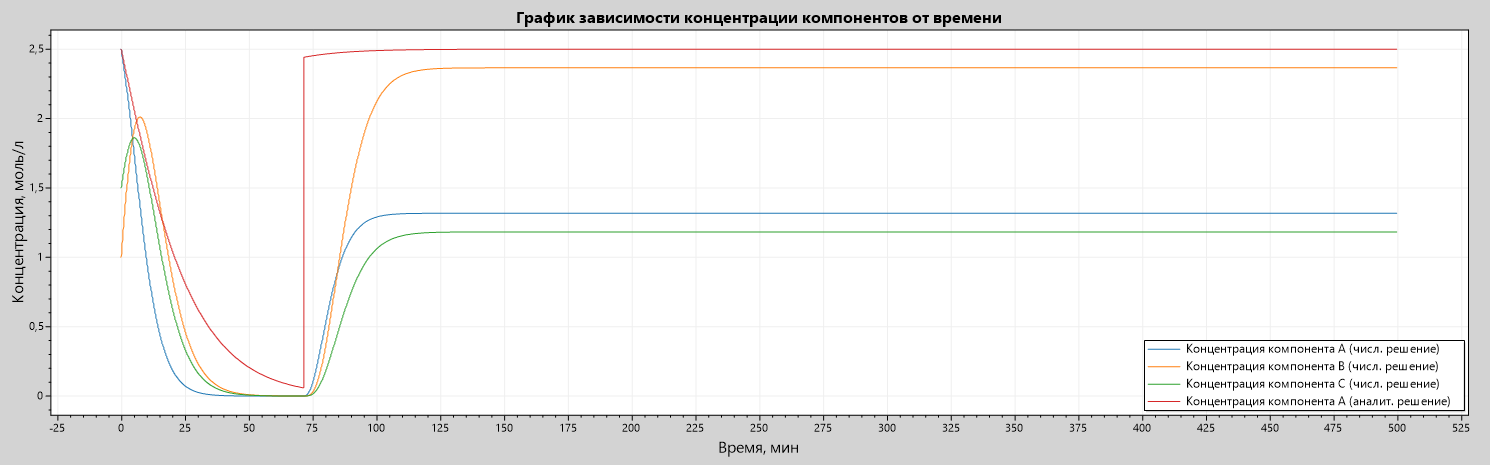 График зависимости концентрации компонентов от времени
Концентрация, моль/л
2,5
2
1,5
1
0,5
0
-25 0 25 50 75 100 125 150 175 200 225 250 275 300 325 350 375 400 425 450 475 500 525
Время, мин
Концентрация компонента A (числ. решение)
Концентрация компонента B (числ. решение)
Концентрация компонента C (числ. решение)
Концентрация компонента A (аналит. решение)